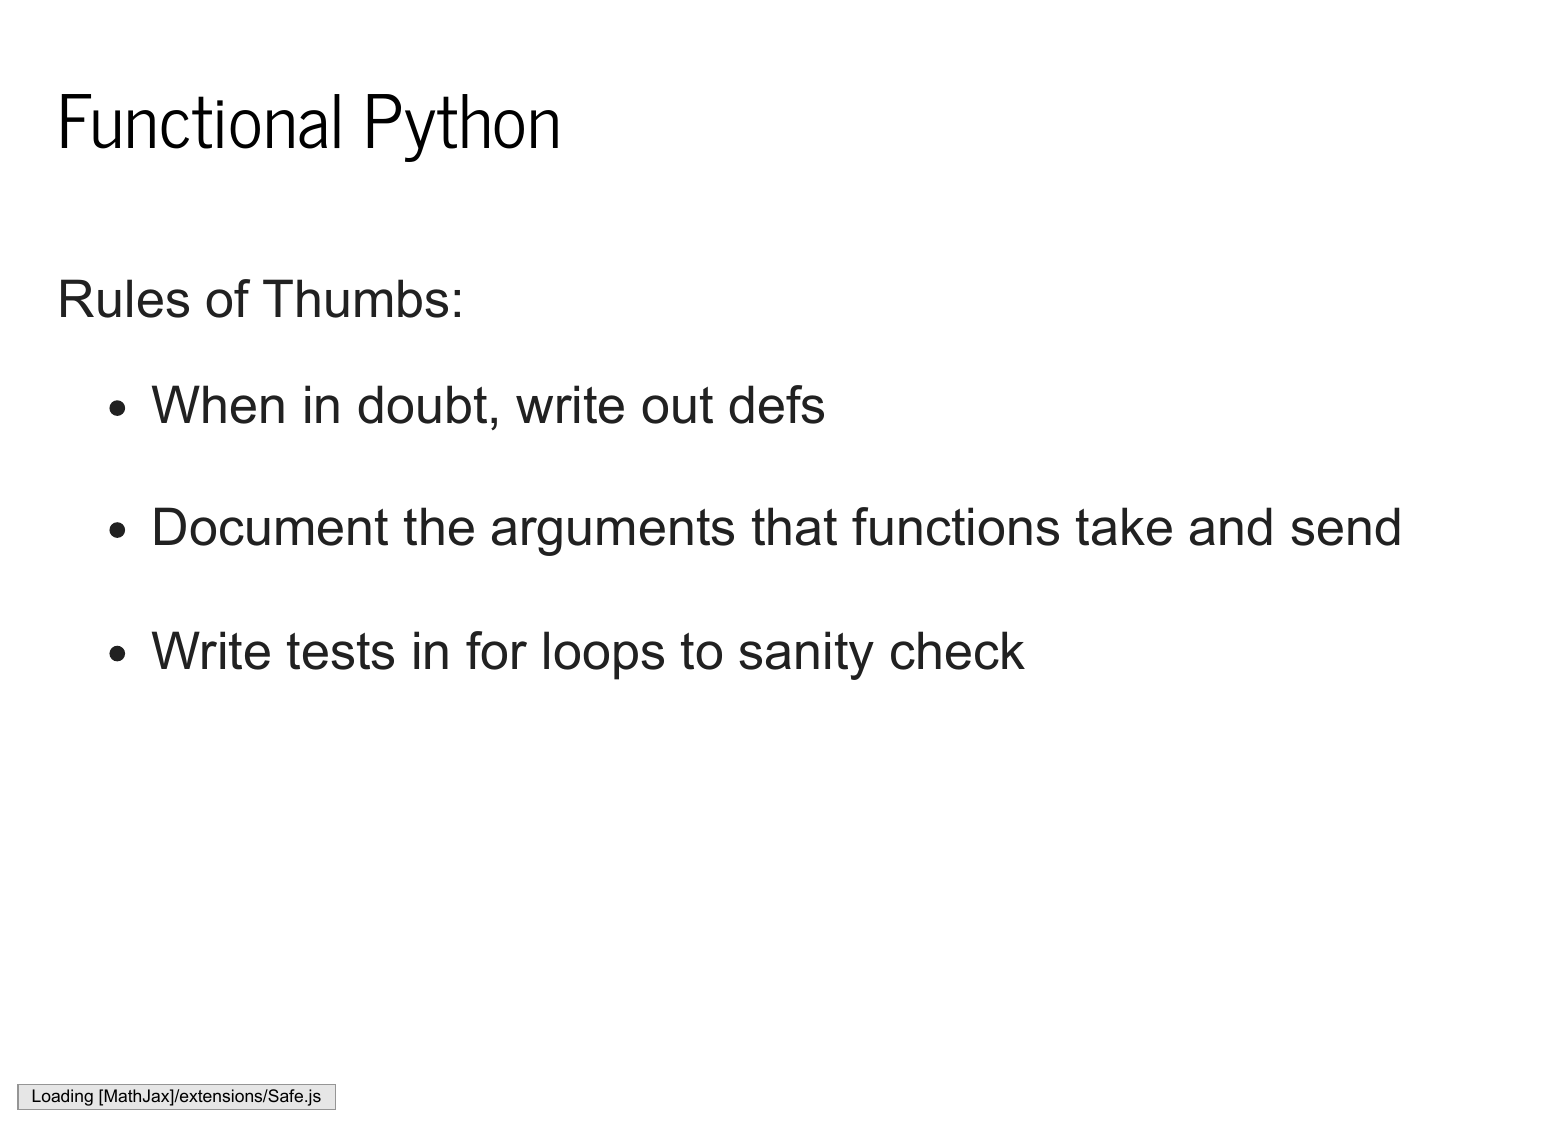 Functional Python
Rules of Thumbs:
• When in doubt, write out defs
• Document the arguments that functions take and send
• Write tests in for loops to sanity check
Loading [MathJax]/extensions/Safe.js